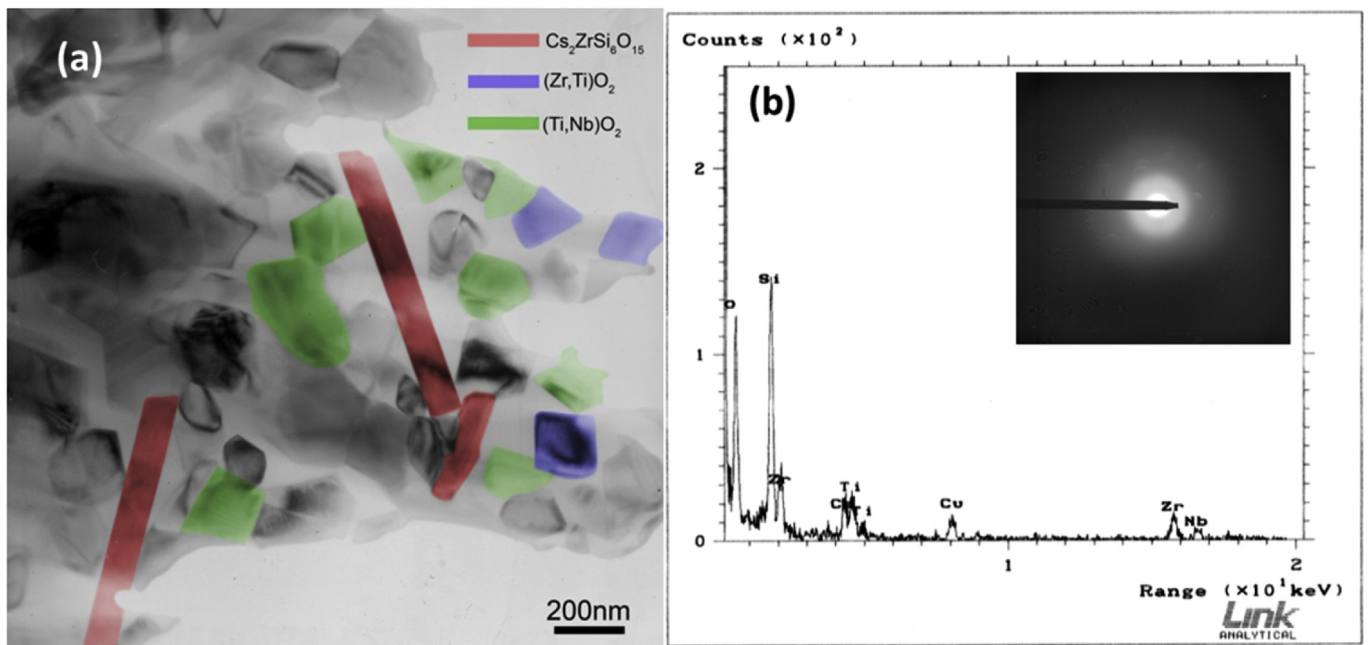 (a)
Cs₂ZrSi₆O₁₅
(Zr,Ti)O₂
(Ti,Nb)O₂
200nm
Counts (×10²)
(b)
2
O
Si
1
Zr
C
Ti
Ti
Cu
Zr
Nb
0
1
2
Range (×10¹keV)
Link
ANALYTICAL